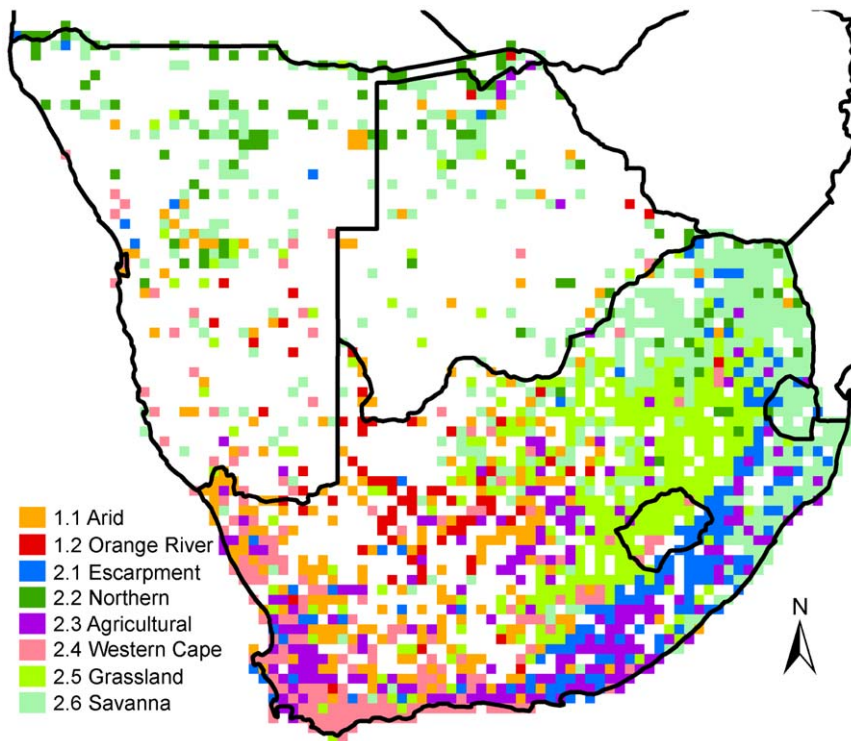 1.1 Arid
1.2 Orange River
2.1 Escarpment
2.2 Northern
2.3 Agricultural
2.4 Western Cape
2.5 Grassland
2.6 Savanna
N